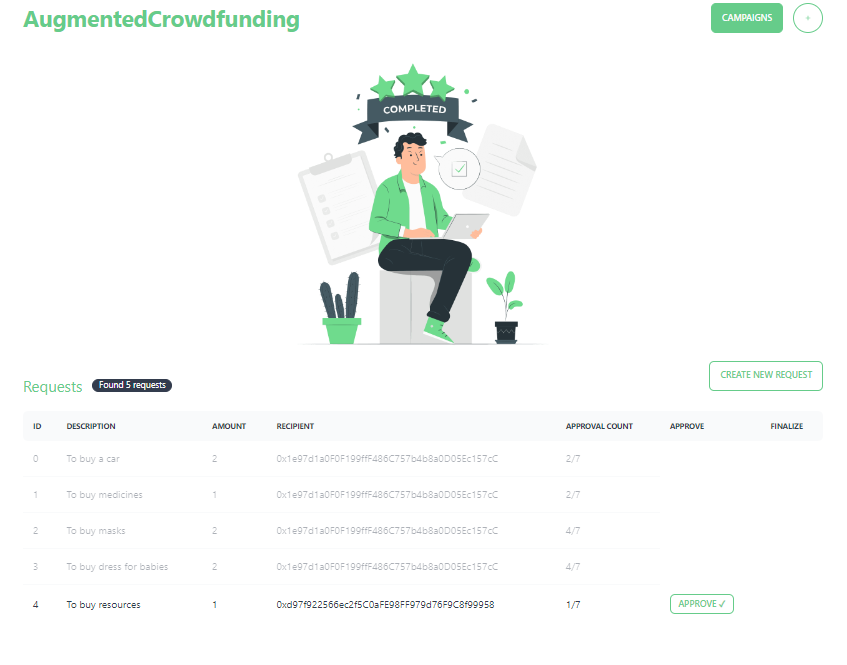 AugmentedCrowdfunding
CAMPAIGNS
+
COMPLETED
Requests Found 5 requests
CREATE NEW REQUEST
ID DESCRIPTION AMOUNT RECIPIENT APPROVAL COUNT APPROVE FINALIZE
0 To buy a car 2 0x1e97d1a0F0F199ffF486C757b4b8a0D05Ec157cC 2/7
1 To buy medicines 1 0x1e97d1a0F0F199ffF486C757b4b8a0D05Ec157cC 2/7
2 To buy masks 2 0x1e97d1a0F0F199ffF486C757b4b8a0D05Ec157cC 4/7
3 To buy dress for babies 2 0x1e97d1a0F0F199ffF486C757b4b8a0D05Ec157cC 4/7
4 To buy resources 1 0xd97f922566ec2f5C0aFE98FF979d76F9C8f99958 1/7 APPROVE ✓